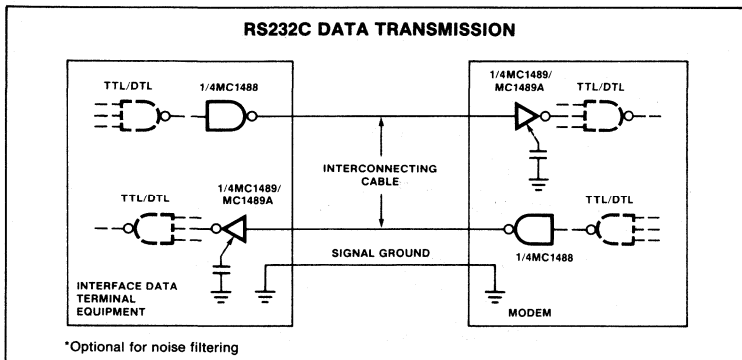 RS232C DATA TRANSMISSION
TTL/DTL
1/4MC1488
1/4MC1489/
MC1489A
TTL/DTL
INTERCONNECTING
CABLE
TTL/DTL
1/4MC1489/
MC1489A
TTL/DTL
1/4MC1488
SIGNAL GROUND
INTERFACE DATA
TERMINAL
EQUIPMENT
MODEM
*Optional for noise filtering